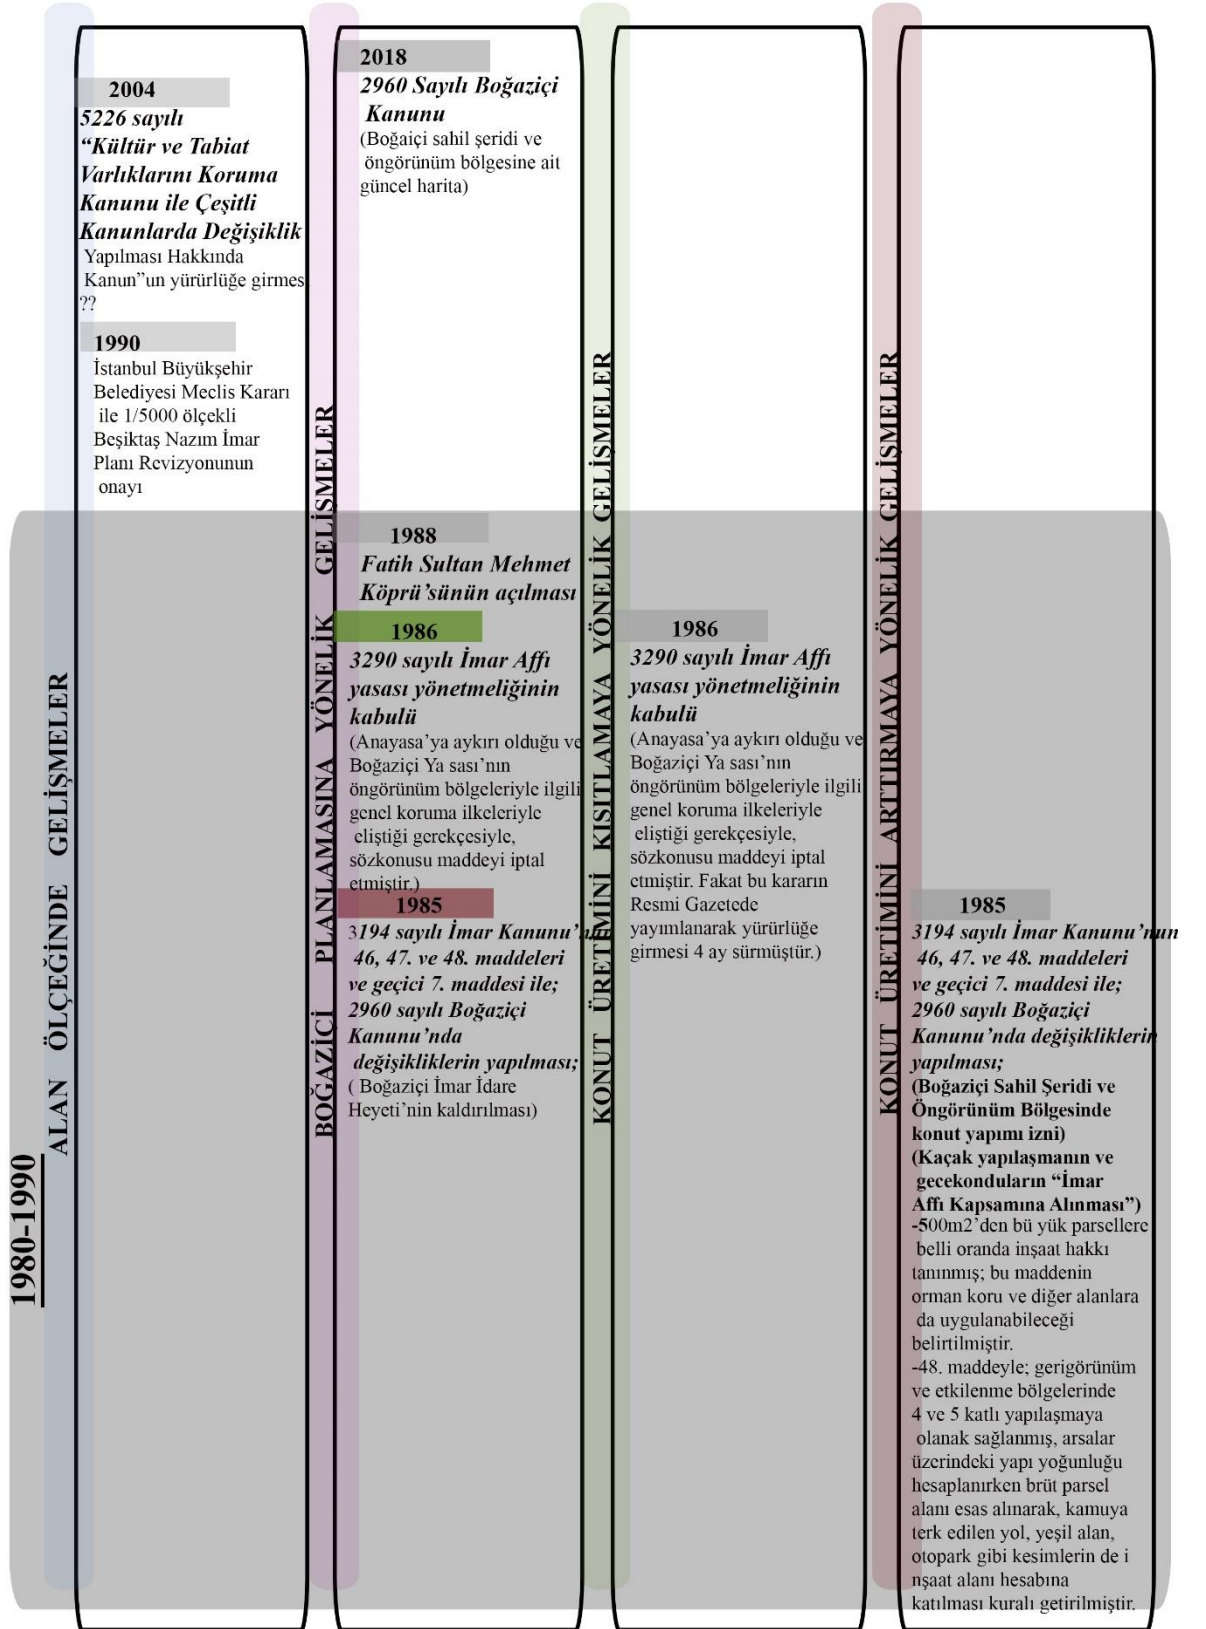 ALAN ÖLÇEĞİNDE GELİŞMELER
2004
5226 sayılı
“Kültür ve Tabiat
Varlıklarını Koruma
Kanunu ile Çeşitli
Kanunlarda Değişiklik
Yapılması Hakkında
Kanun”un yürürlüğe girmesi
??
1990
İstanbul Büyükşehir
Belediyesi Meclis Kararı
ile 1/5000 ölçekli
Beşiktaş Nazım İmar
Planı Revizyonunun
onayı
1980-1990
BOĞAZİÇİ PLANLAMASINA YÖNELİK GELİŞMELER
2018
2960 Sayılı Boğaziçi
Kanunu
(Boğaiçi sahil şeridi ve
öngörünüm bölgesine ait
güncel harita)
1988
Fatih Sultan Mehmet
Köprü’sünün açılması
1986
3290 sayılı İmar Affı
yasası yönetmeliğinin
kabulü
(Anayasa’ya aykırı olduğu ve
Boğaziçi Ya sası’nın
öngörünüm bölgeleriyle ilgili
genel koruma ilkeleriyle
eliştiği gerekçesiyle,
sözkonusu maddeyi iptal
etmiştir.)
1985
3194 sayılı İmar Kanunu’nun
46, 47. ve 48. maddeleri
ve geçici 7. maddesi ile;
2960 sayılı Boğaziçi
Kanunu’nda
değişikliklerin yapılması;
( Boğaziçi İmar İdare
Heyeti’nin kaldırılması)
KONUT ÜRETİMİNİ KISITLAMAYA YÖNELİK GELİŞMELER
1986
3290 sayılı İmar Affı
yasası yönetmeliğinin
kabulü
(Anayasa’ya aykırı olduğu ve
Boğaziçi Ya sası’nın
öngörünüm bölgeleriyle ilgili
genel koruma ilkeleriyle
eliştiği gerekçesiyle,
sözkonusu maddeyi iptal
etmiştir. Fakat bu kararın
Resmi Gazetede
yayımlanarak yürürlüğe
girmesi 4 ay sürmüştür.)
KONUT ÜRETİMİNİ ARTTIRMAYA YÖNELİK GELİŞMELER
1985
3194 sayılı İmar Kanunu’nun
46, 47. ve 48. maddeleri
ve geçici 7. maddesi ile;
2960 sayılı Boğaziçi
Kanunu’nda değişikliklerin
yapılması;
(Boğaziçi Sahil Şeridi ve
Öngörünüm Bölgesinde
konut yapımı izni)
(Kaçak yapılaşmanın ve
gecekonduların “İmar
Affı Kapsamına Alınması”)
-500m2’den bü yük parsellere
belli oranda inşaat hakkı
tanınmış; bu maddenin
orman koru ve diğer alanlara
da uygulanabileceği
belirtilmiştir.
-48. maddeyle; gerigörünüm
ve etkilenme bölgelerinde
4 ve 5 katlı yapılaşmaya
olanak sağlanmış, arsalar
üzerindeki yapı yoğunluğu
hesaplanırken brüt parsel
alanı esas alınarak, kamuya
terk edilen yol, yeşil alan,
otopark gibi kesimlerin de i
nşaat alanı hesabına
katılması kuralı getirilmiştir.